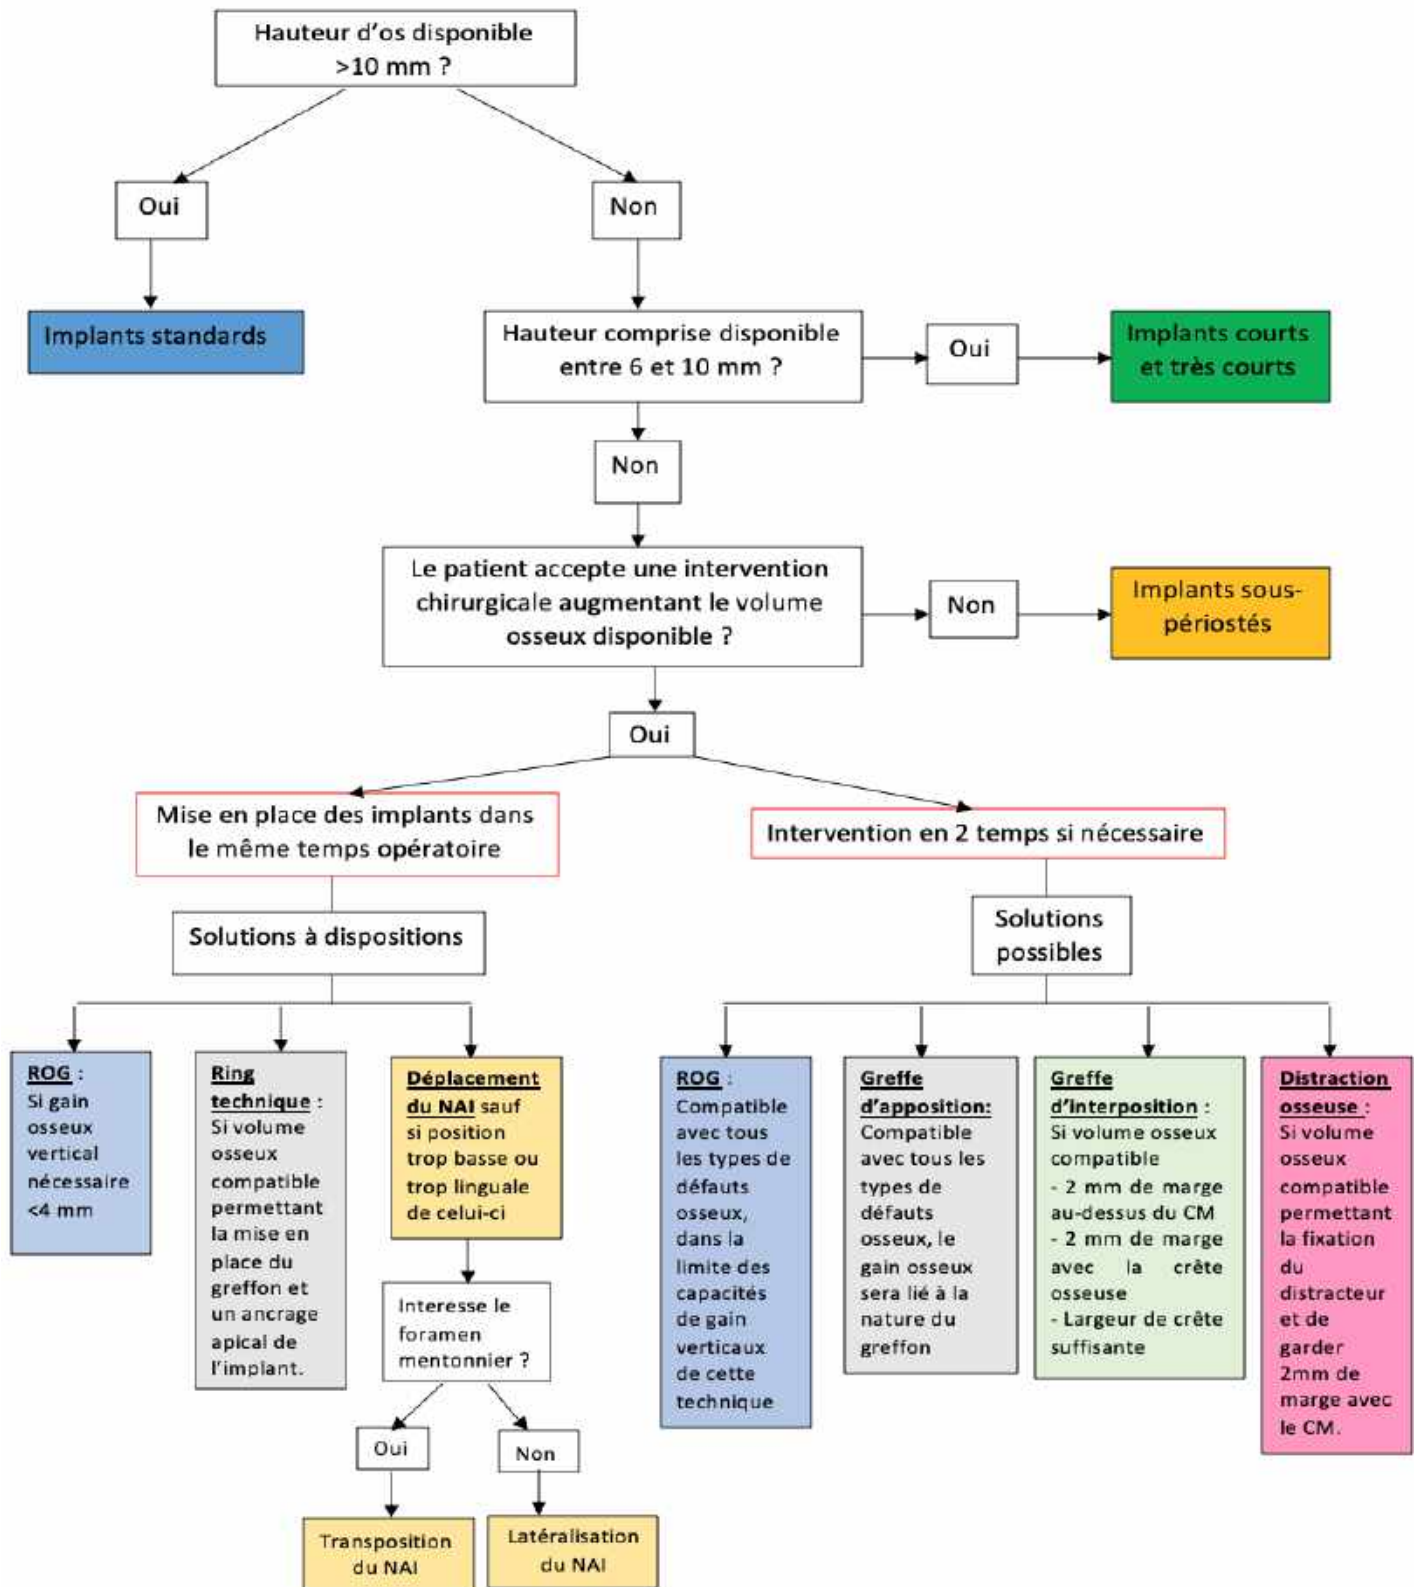 Hauteur d'os disponible
>10 mm ?
Oui
Non
Implants standards
Hauteur comprise disponible
entre 6 et 10 mm ?
Oui
Implants courts
et très courts
Non
Le patient accepte une intervention
chirurgicale augmentant le volume
osseux disponible ?
Non
Implants sous-
périostés
Oui
Mise en place des implants dans
le même temps opératoire
Intervention en 2 temps si nécessaire
Solutions à dispositions
Solutions
possibles
ROG :
Si gain
osseux
vertical
nécessaire
<4 mm
Ring
technique :
Si volume
osseux
compatible
permettant
la mise en
place du
greffon et
un ancrage
apical de
l'implant.
Déplacement
du NAI sauf
si position
trop basse ou
trop linguale
de celui-ci
Interesse le
foramen
mentonnier ?
Oui
Non
Transposition
du NAI
Latéralisation
du NAI
ROG :
Compatible
avec tous
les types de
défauts
osseux,
dans la
limite des
capacités
de gain
verticaux
de cette
technique
Greffe
d'apposition:
Compatible
avec tous les
types de
défauts
osseux, le
gain osseux
sera lié à la
nature du
greffon
Greffe
d'interposition :
Si volume osseux
compatible
- 2 mm de marge
au-dessus du CM
- 2 mm de marge
avec la crête
osseuse
- Largeur de crête
suffisante
Distraction
osseuse :
Si volume
osseux
compatible
permettant
la fixation
du
distracteur
et de
garder
2mm de
marge avec
le CM.